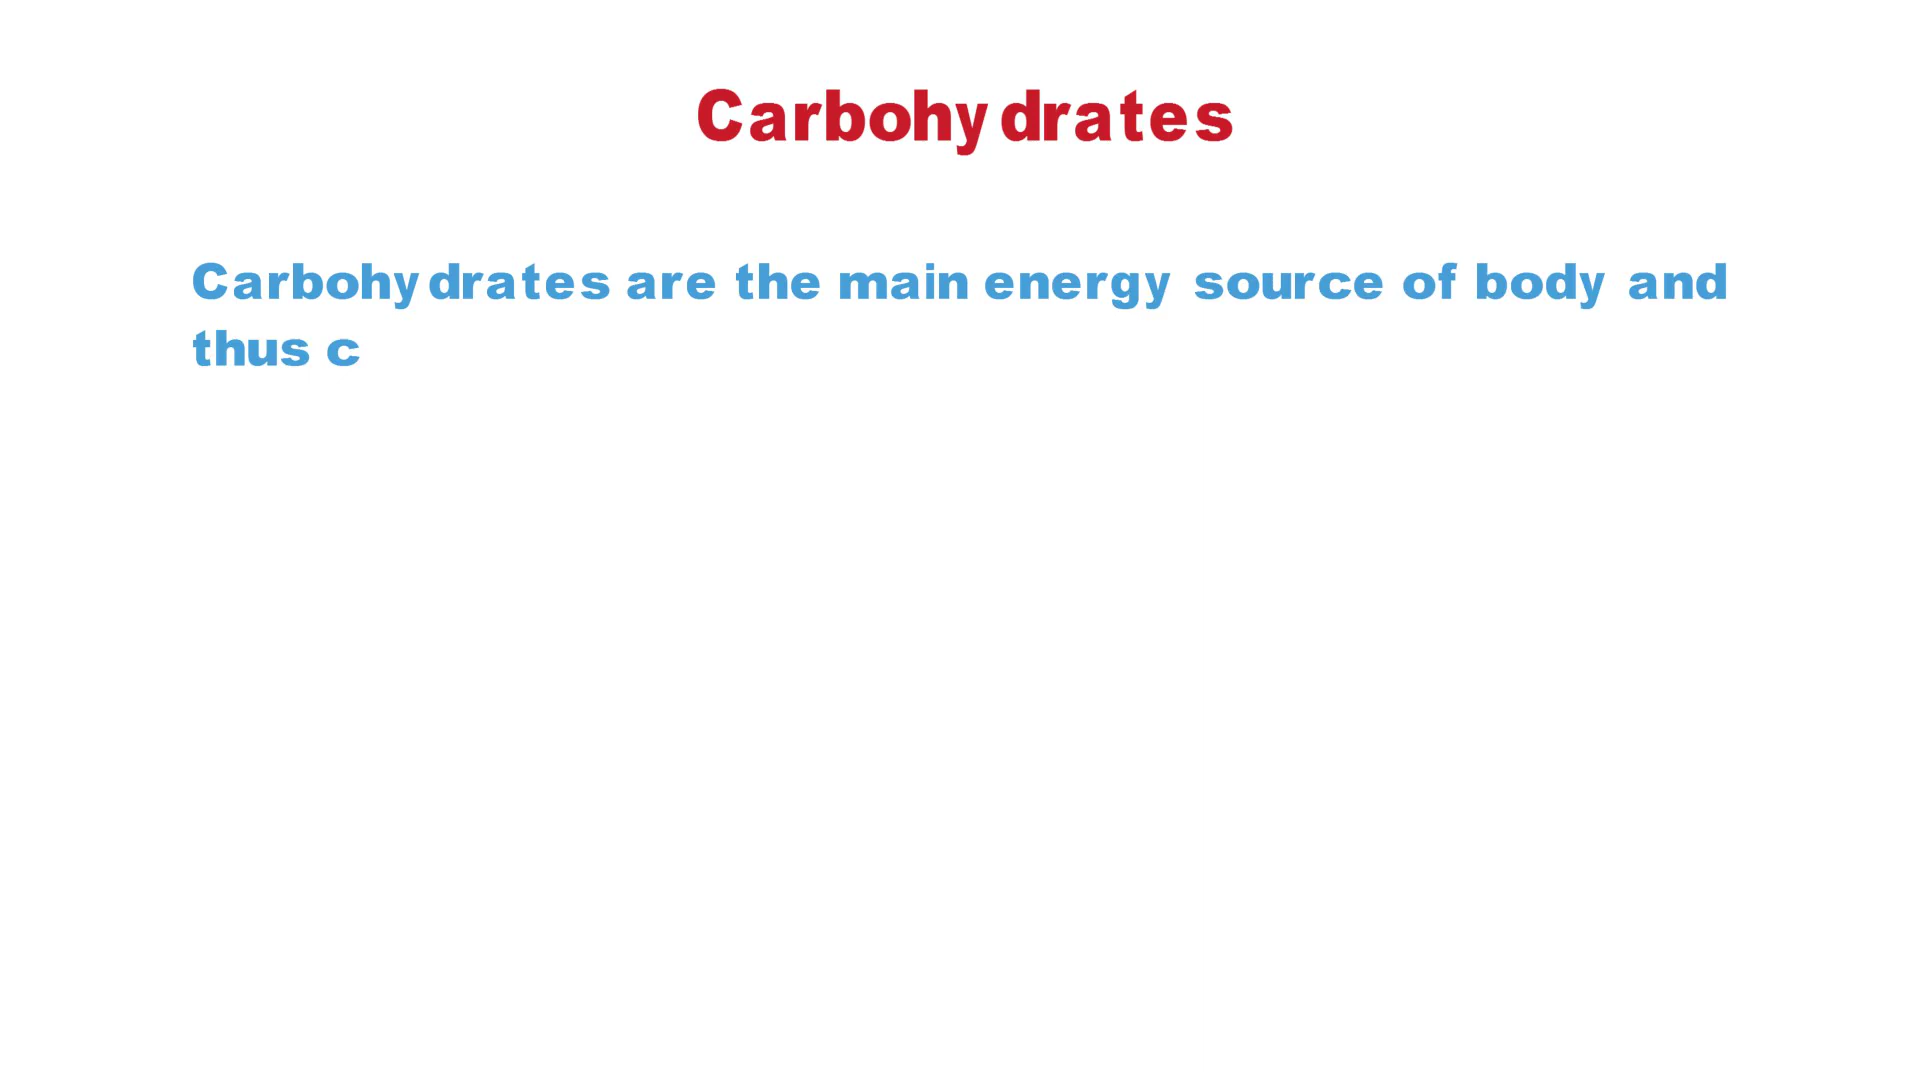 Carbohydrates
Carbohydrates are the main energy source of body and
thus c